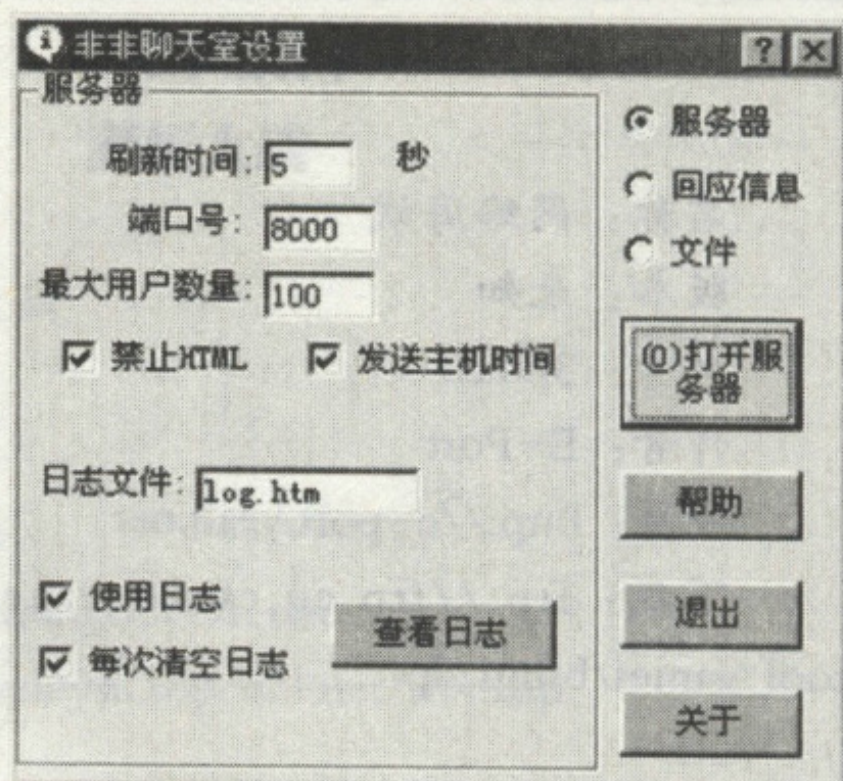 非非聊天室设置
服务器
刷新时间: 5 秒
端口号: 8000
最大用户数量: 100
禁止HTML 发送主机时间
日志文件: log.htm
使用日志
每次清空日志
查看日志
服务器
回应信息
文件
(O)打开服
务器
帮助
退出
关于